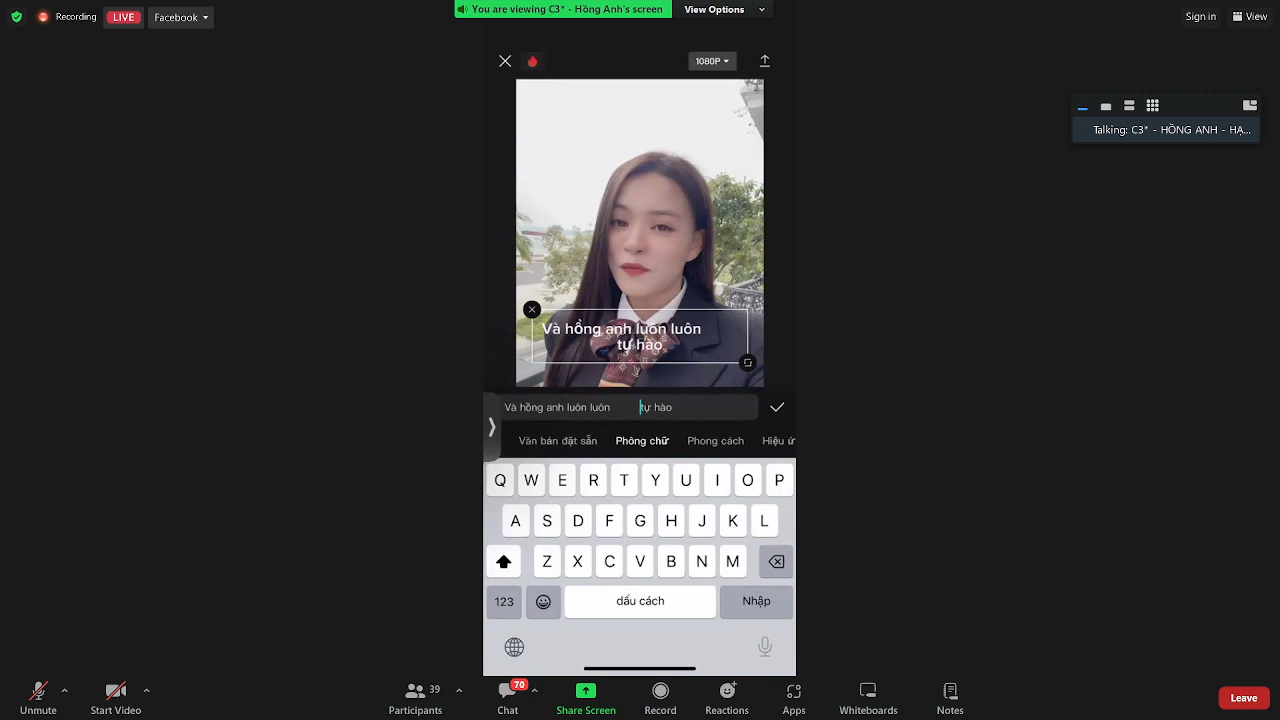 You are viewing C3* - Hồng Anh's screen
View Options
Recording
LIVE
Facebook
Sign in
View
1080P
Talking: C3* - HỒNG ANH - HẠ...
Và hồng anh luôn luôn
tự hào
Và hồng anh luôn luôn tự hào
Văn bản đặt sẵn
Phông chữ
Phong cách
Hiệu ứ
Q W E R T Y U I O P
A S D F G H J K L
Z X C V B N M
123
dấu cách
Nhập
Unmute
Start Video
39
Participants
70
Chat
Share Screen
Record
Reactions
Apps
Whiteboards
Notes
Leave